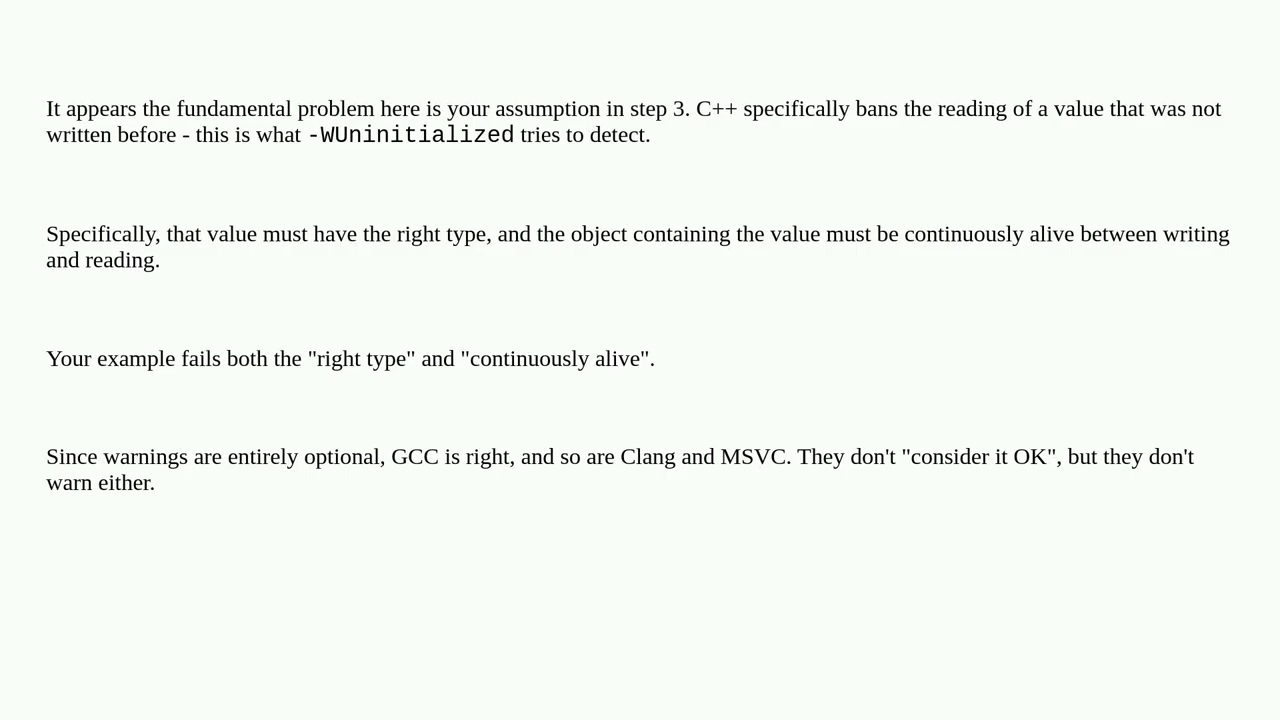 It appears the fundamental problem here is your assumption in step 3. C++ specifically bans the reading of a value that was not
written before - this is what -WUninitialized tries to detect.
Specifically, that value must have the right type, and the object containing the value must be continuously alive between writing
and reading.
Your example fails both the "right type" and "continuously alive".
Since warnings are entirely optional, GCC is right, and so are Clang and MSVC. They don't "consider it OK", but they don't
warn either.